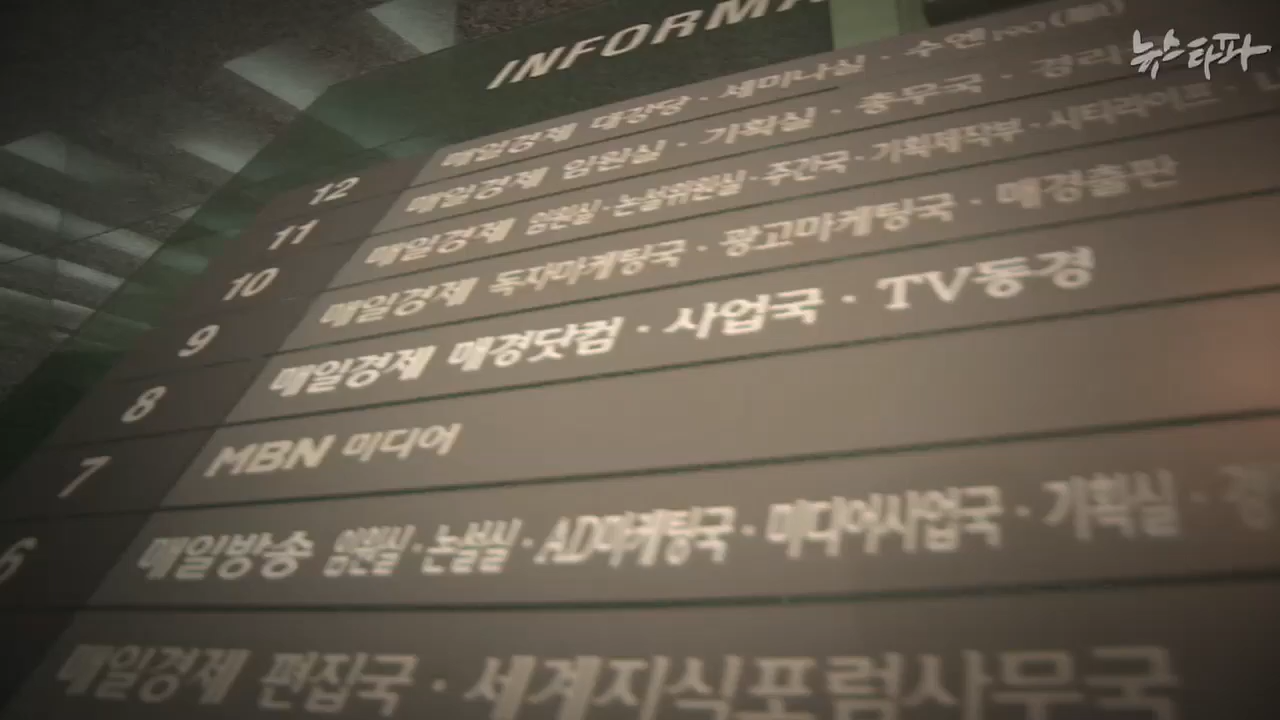 뉴스타파
INFORMA
12 매일경제 대강당 · 세미나실 ·
11 매일경제 임원실 · 기획실 · 총무국 · 경리
10 매일경제 임원실 · 논설위원실 · 주간국 · 기획제작부 · 시티라이프 ·
9 매일경제 독자마케팅국 · 광고마케팅국 · 매경출판
8 매일경제 매경닷컴 · 사업국 · TV동경
7 MBN 미디어
6 매일방송 임원실 · 논설실 · AD마케팅국 · 미디어사업국 · 기획실 ·
매일경제 편집국 · 세계지식포럼사무국